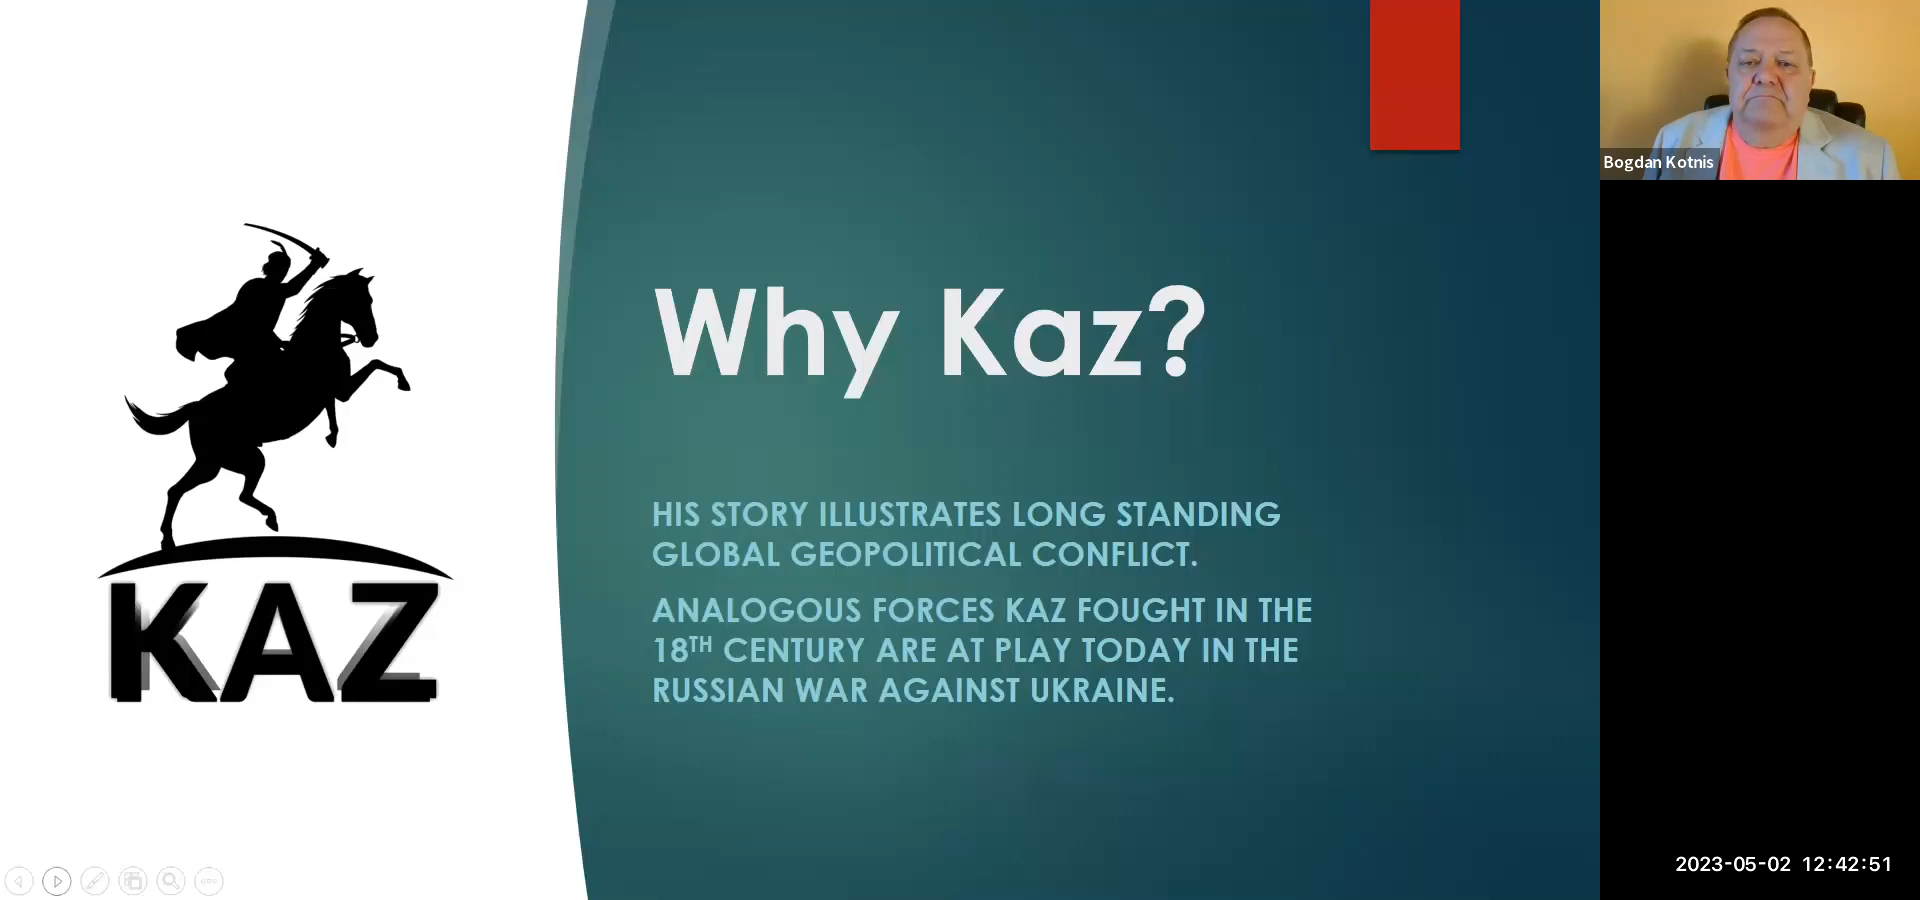 Why Kaz?
HIS STORY ILLUSTRATES LONG STANDING
GLOBAL GEOPOLITICAL CONFLICT.
ANALOGOUS FORCES KAZ FOUGHT IN THE
18TH CENTURY ARE AT PLAY TODAY IN THE
RUSSIAN WAR AGAINST UKRAINE.
KAZ
Bogdan Kotnis
2023-05-02 12:42:51